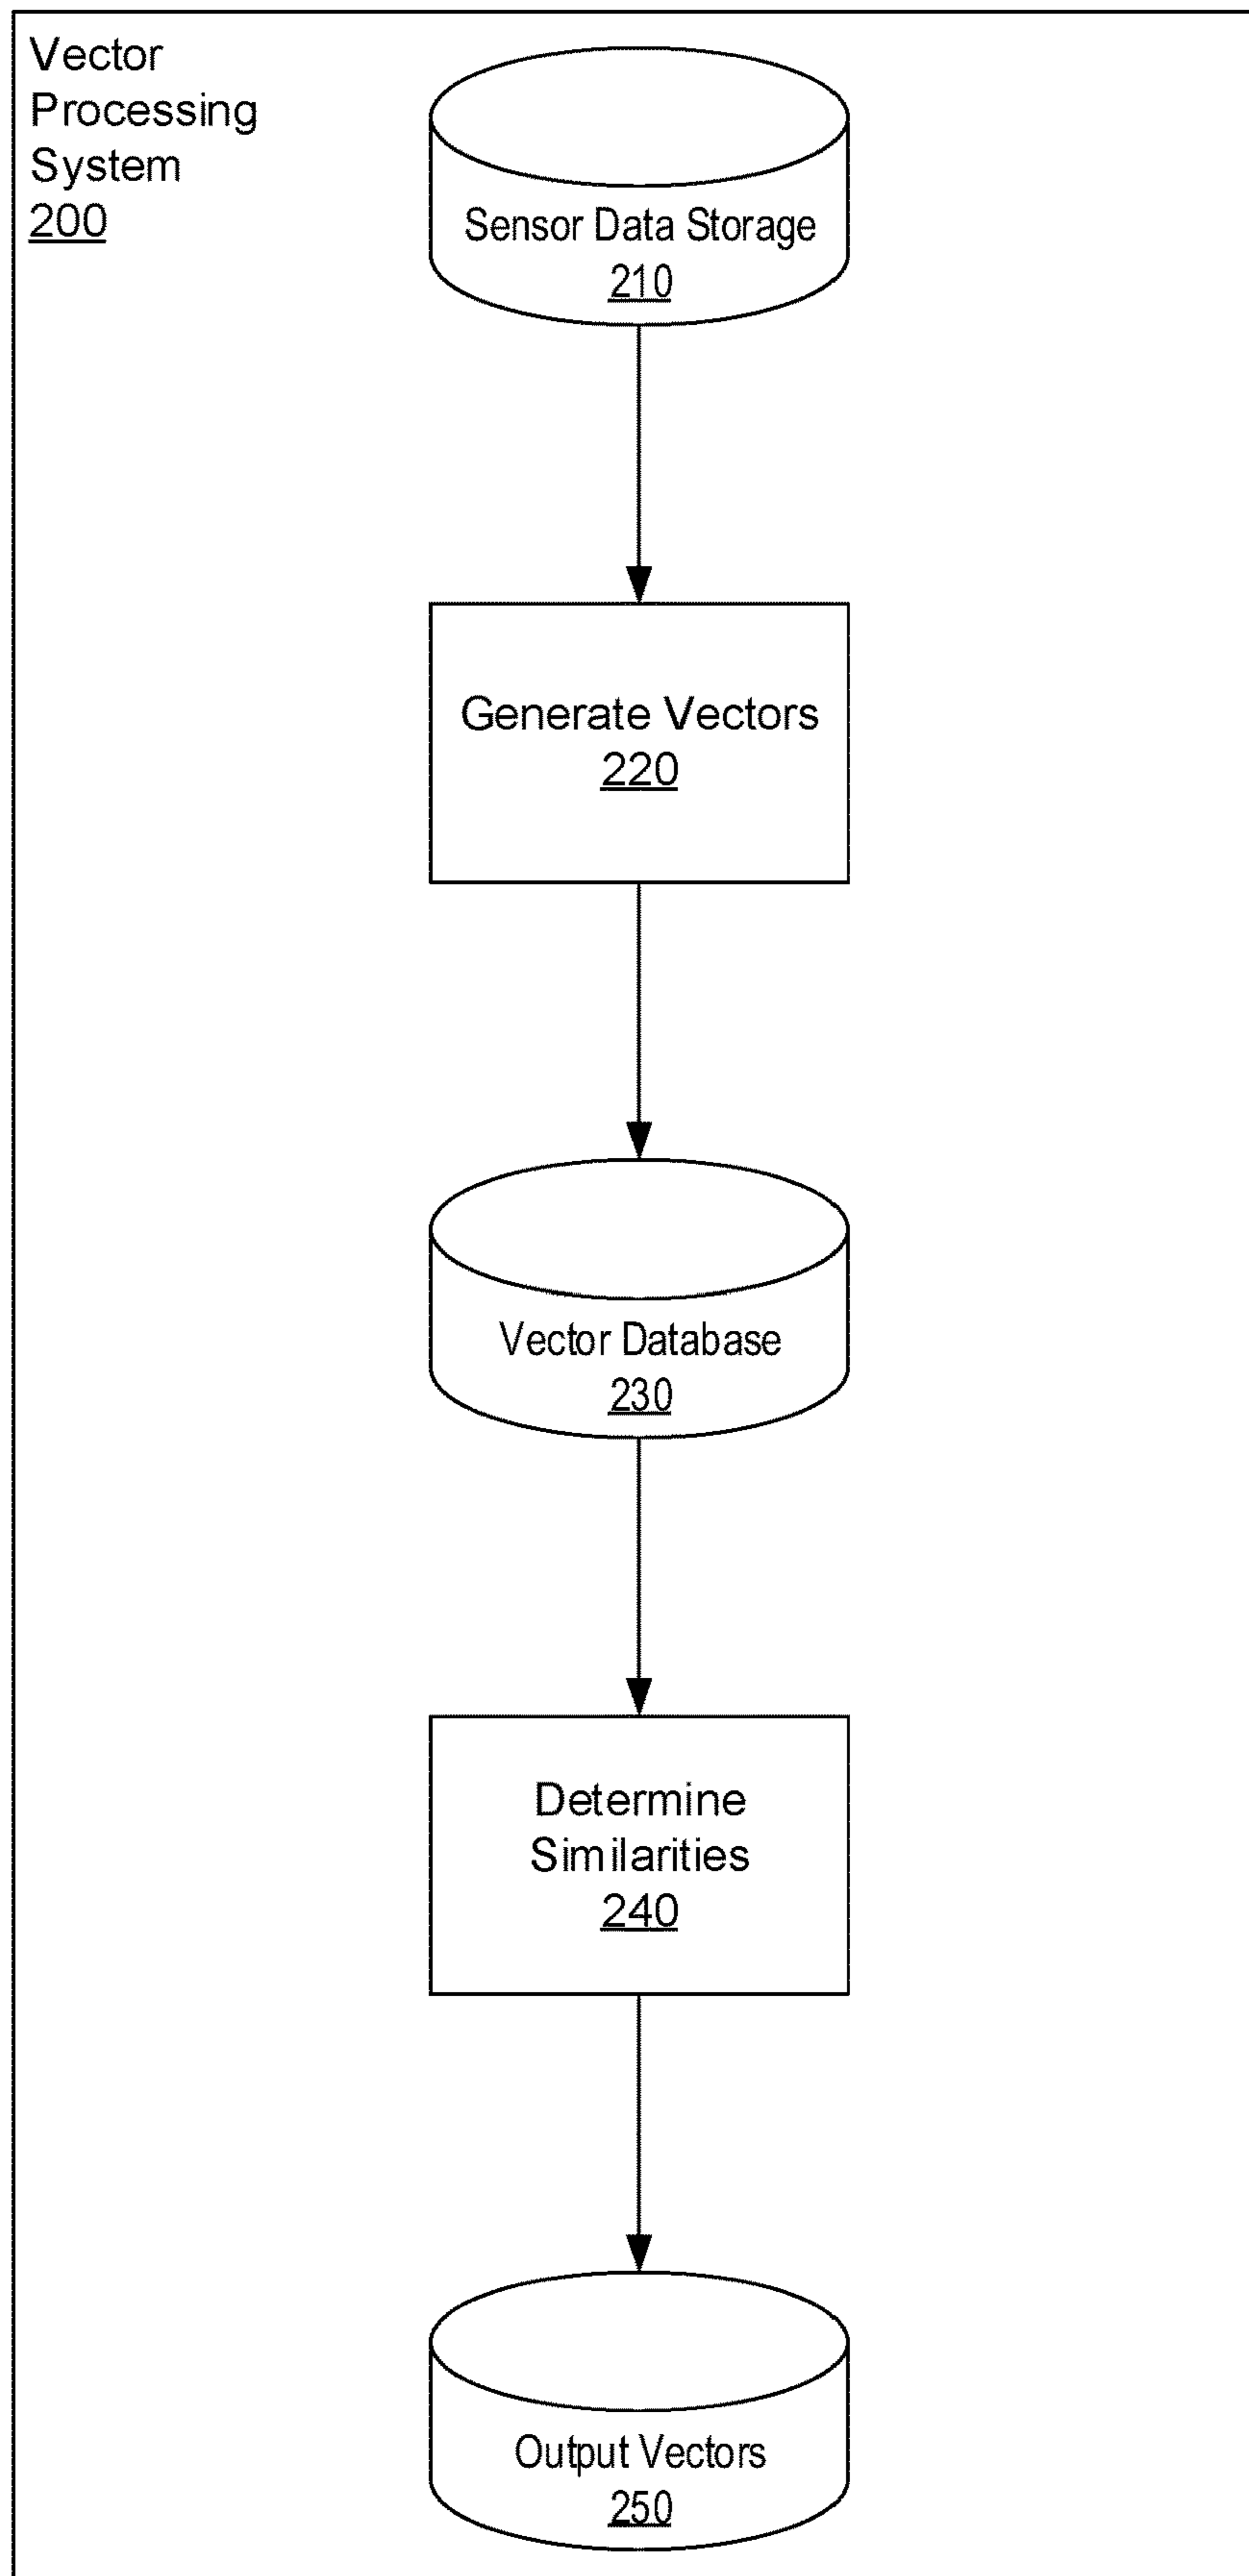 Vector
Processing
System
200
Sensor Data Storage
210
Generate Vectors
220
Vector Database
230
Determine
Similarities
240
Output Vectors
250